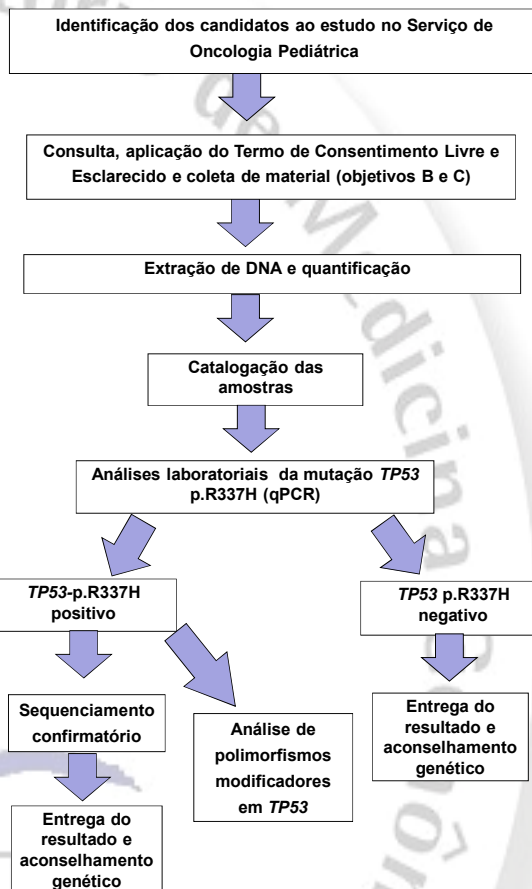 Identificação dos candidatos ao estudo no Serviço de
Oncologia Pediátrica
Consulta, aplicação do Termo de Consentimento Livre e
Esclarecido e coleta de material (objetivos B e C)
Extração de DNA e quantificação
Catalogação das
amostras
Análises laboratoriais da mutação TP53
p.R337H (qPCR)
TP53-p.R337H
positivo
TP53 p.R337H
negativo
Sequenciamento
confirmatório
Análise de
polimorfismos
modificadores
em TP53
Entrega do
resultado e
aconselhamento
genético
Entrega do
resultado e
aconselhamento
genético
de Medicina